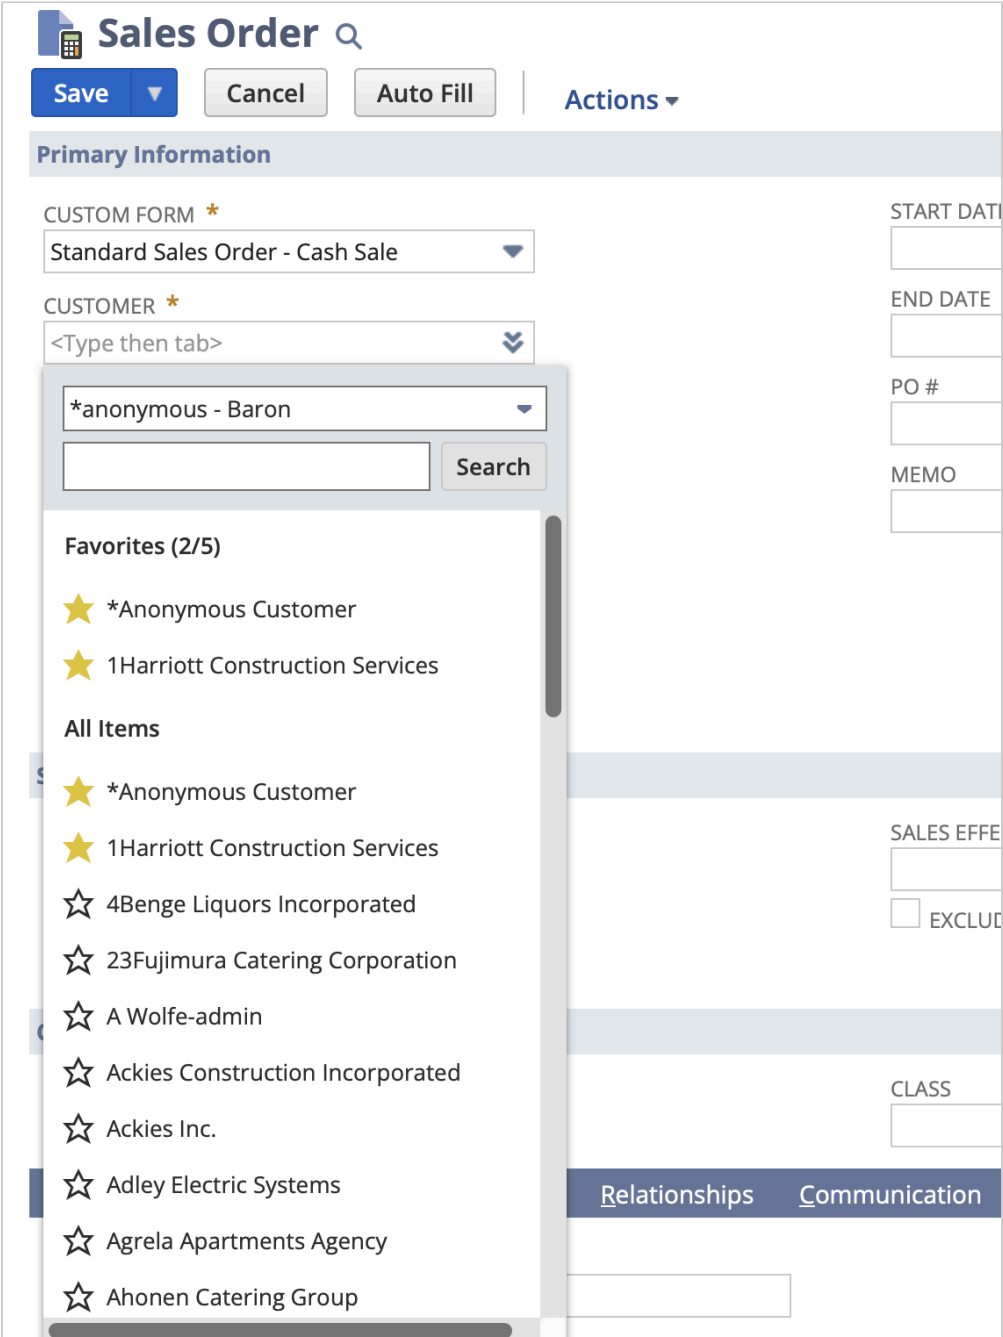 Sales Order
Save
Cancel
Auto Fill
Actions
Primary Information
CUSTOM FORM *
Standard Sales Order - Cash Sale
CUSTOMER *
<Type then tab>
*anonymous - Baron
Search
Favorites (2/5)
*Anonymous Customer
1Harriott Construction Services
All Items
*Anonymous Customer
1Harriott Construction Services
4Benge Liquors Incorporated
23Fujimura Catering Corporation
A Wolfe-admin
Ackies Construction Incorporated
Ackies Inc.
Adley Electric Systems
Agrela Apartments Agency
Ahonen Catering Group
START
END DATE
PO #
MEMO
SALES
CLASS
Relationships Communication